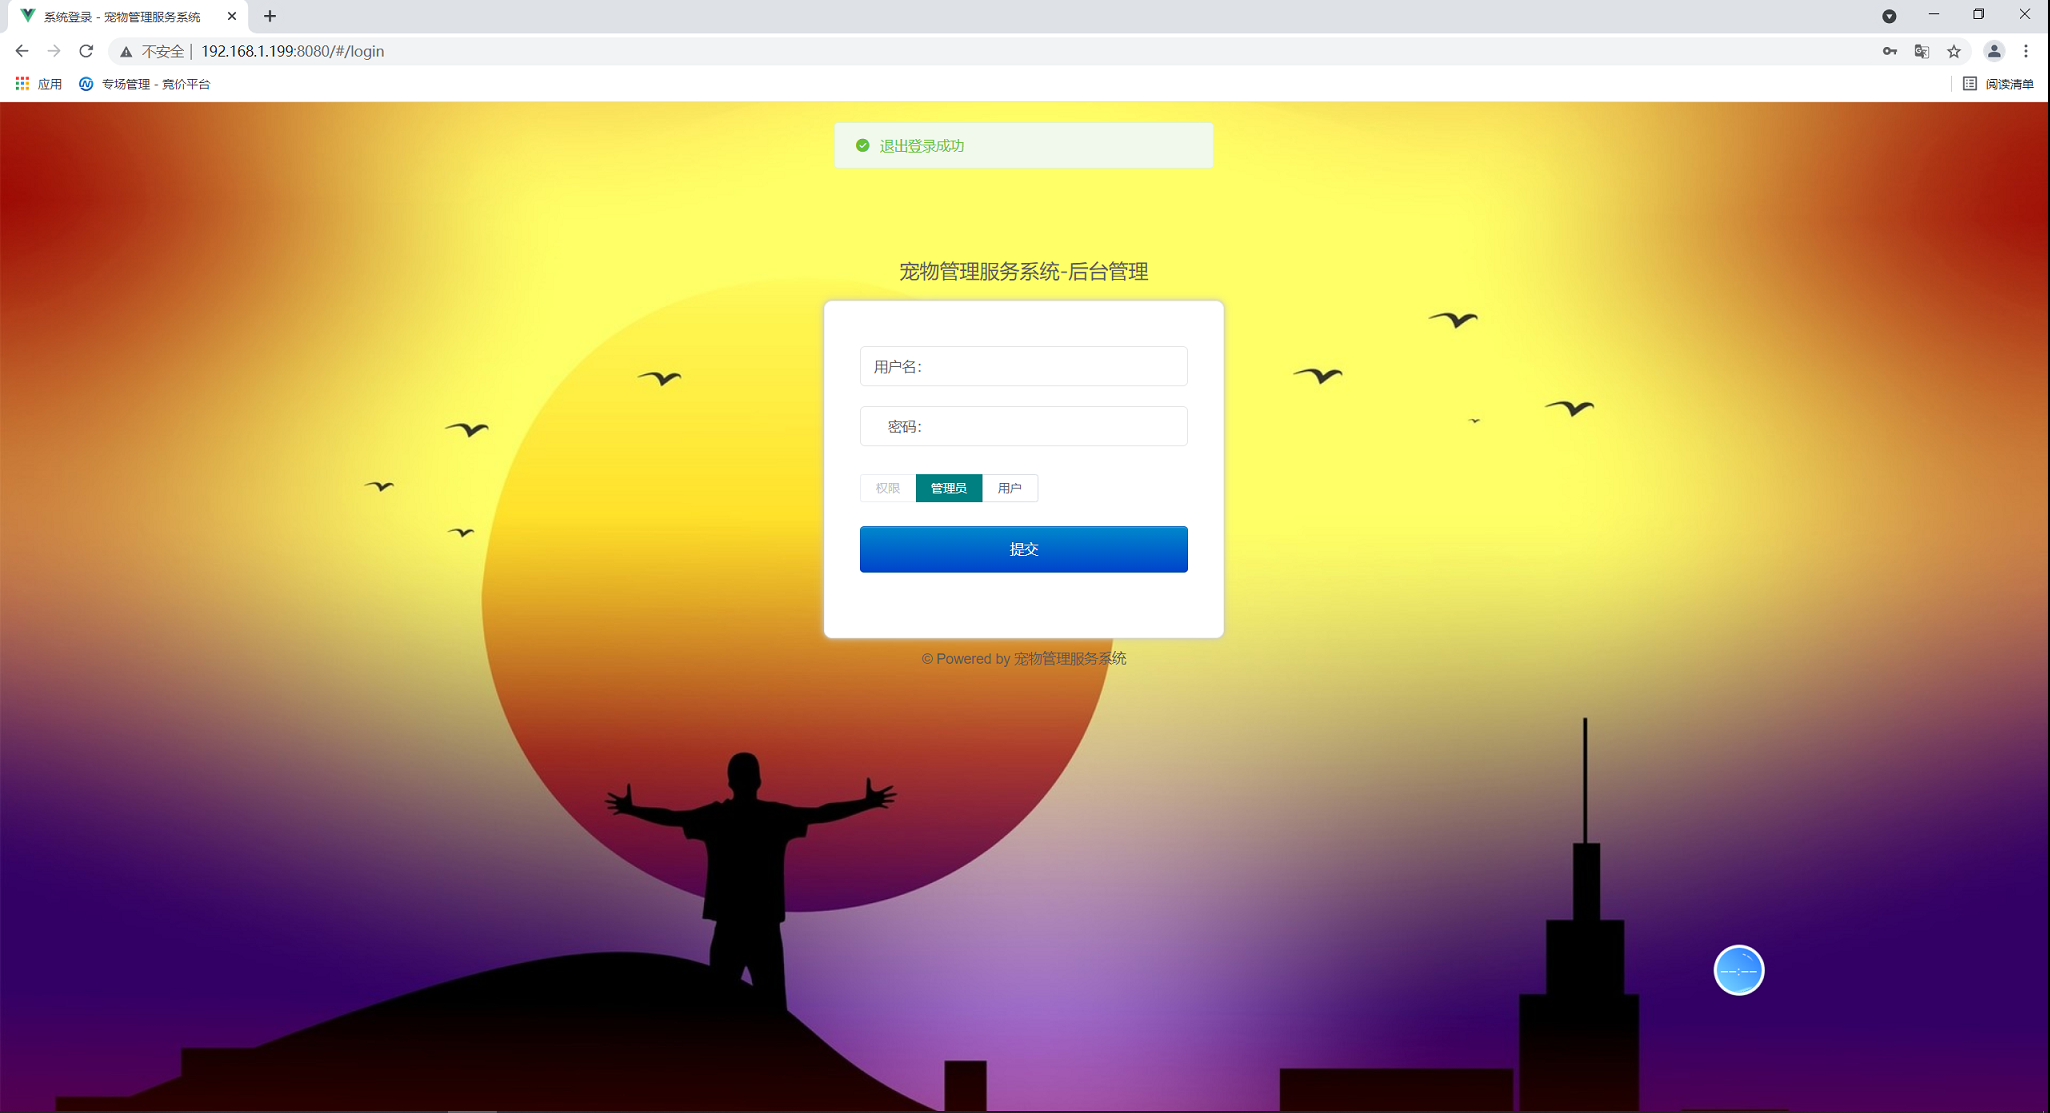 系统登录 - 宠物管理服务系统
不安全 | 192.168.1.199:8080/#/login
应用 专场管理 - 竞价平台 阅读清单
退出登录成功
宠物管理服务系统-后台管理
用户名：
密码：
权限 管理员 用户
提交
© Powered by 宠物管理服务系统
--:--